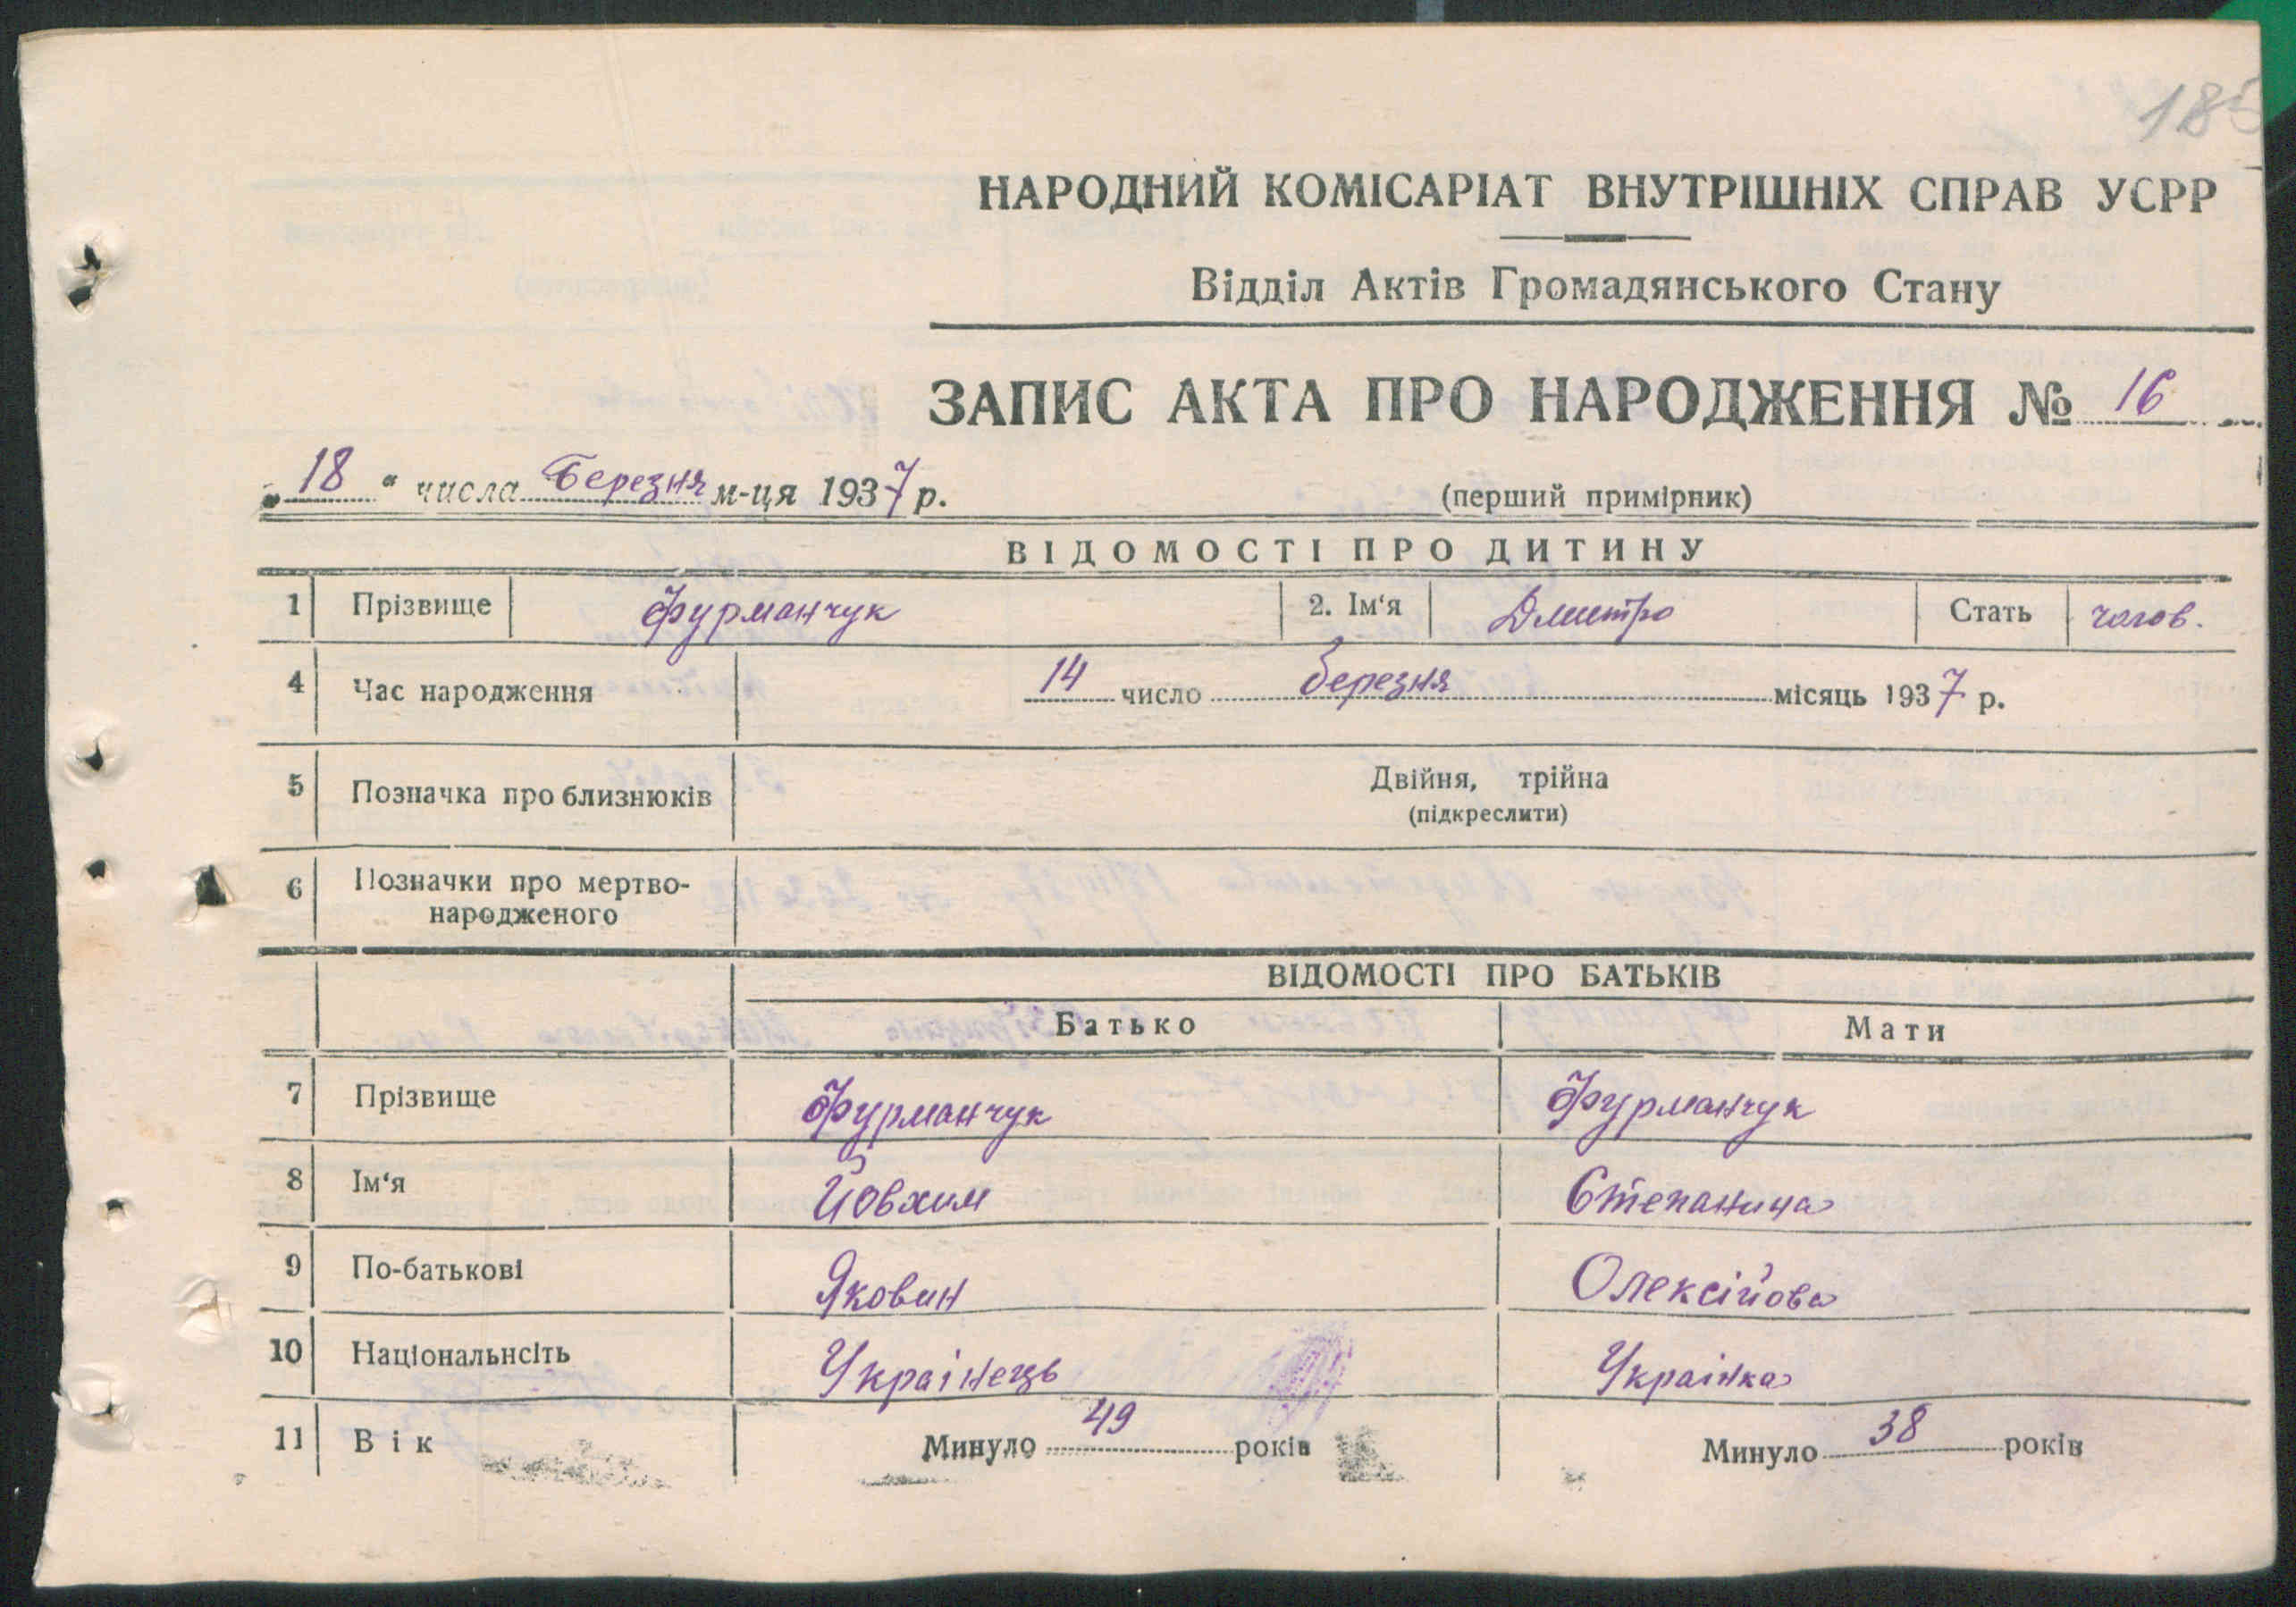 185
НАРОДНИЙ КОМІСАРІАТ ВНУТРІШНІХ СПРАВ УСРР
Відділ Актів Громадянського Стану
ЗАПИС АКТА ПРО НАРОДЖЕННЯ № 16
„18“ числа Березня м-ця 1937 р.
(перший примірник)
ВІДОМОСТІ ПРО ДИТИНУ
1 Прізвище Фурманчук 2. Ім‘я Дмитро Стать чолов.
4 Час народження 14 число березня місяць 1937 р.
5 Позначка про близнюків Двійня, трійна
(підкреслити)
6 Позначки про мертво-
народженого
ВІДОМОСТІ ПРО БАТЬКІВ
Батько Мати
7 Прізвище Фурманчук Фурманчук
8 Ім‘я Йовхим Степанида
9 По-батькові Яковин Олексійова
10 Національнсіть Українець Українка
11 Вік Минуло 49 років Минуло 38 років